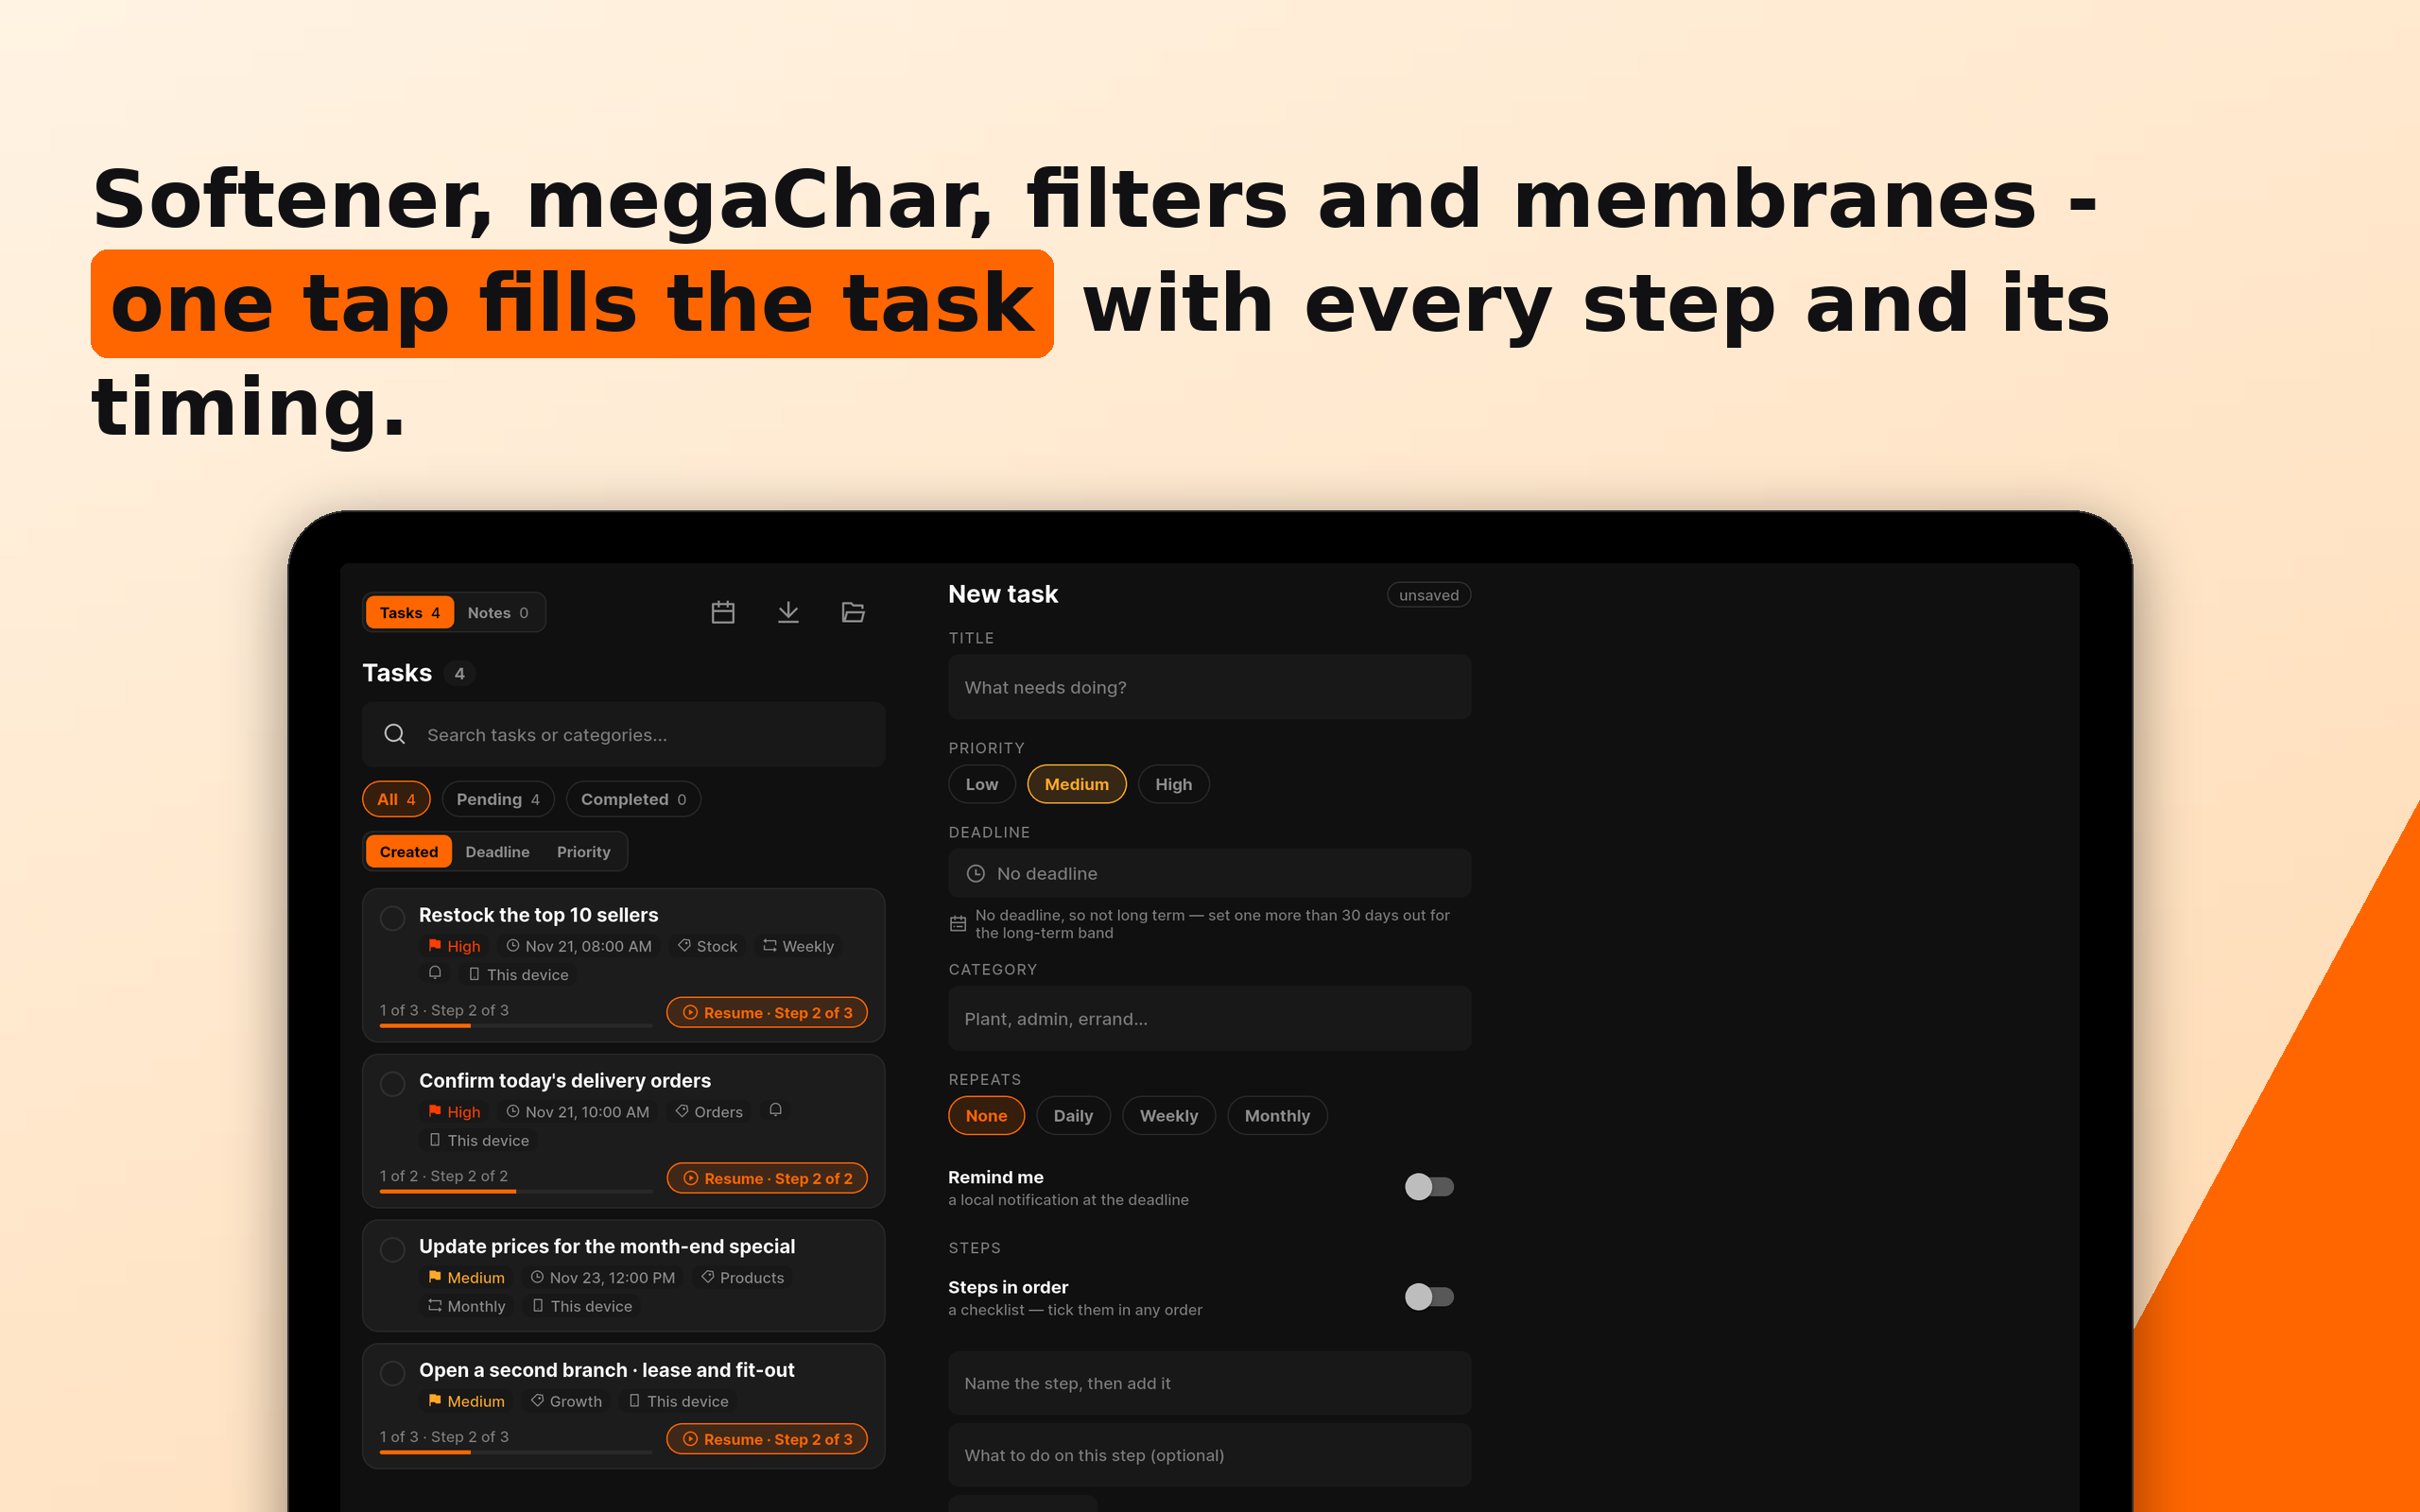 Softener, megaChar, filters and membranes -
one tap fills the task with every step and its
timing.
Tasks 4 Notes 0
Tasks 4
Search tasks or categories...
All 4 Pending 4 Completed 0
Created Deadline Priority
Restock the top 10 sellers
High Nov 21, 08:00 AM Stock Weekly
This device
1 of 3 · Step 2 of 3 Resume · Step 2 of 3
Confirm today's delivery orders
High Nov 21, 10:00 AM Orders
This device
1 of 2 · Step 2 of 2 Resume · Step 2 of 2
Update prices for the month-end special
Medium Nov 23, 12:00 PM Products
Monthly This device
Open a second branch · lease and fit-out
Medium Growth This device
1 of 3 · Step 2 of 3 Resume · Step 2 of 3
New task unsaved
TITLE
What needs doing?
PRIORITY
Low Medium High
DEADLINE
No deadline
No deadline, so not long term — set one more than 30 days out for
the long-term band
CATEGORY
Plant, admin, errand...
REPEATS
None Daily Weekly Monthly
Remind me
a local notification at the deadline
STEPS
Steps in order
a checklist — tick them in any order
Name the step, then add it
What to do on this step (optional)